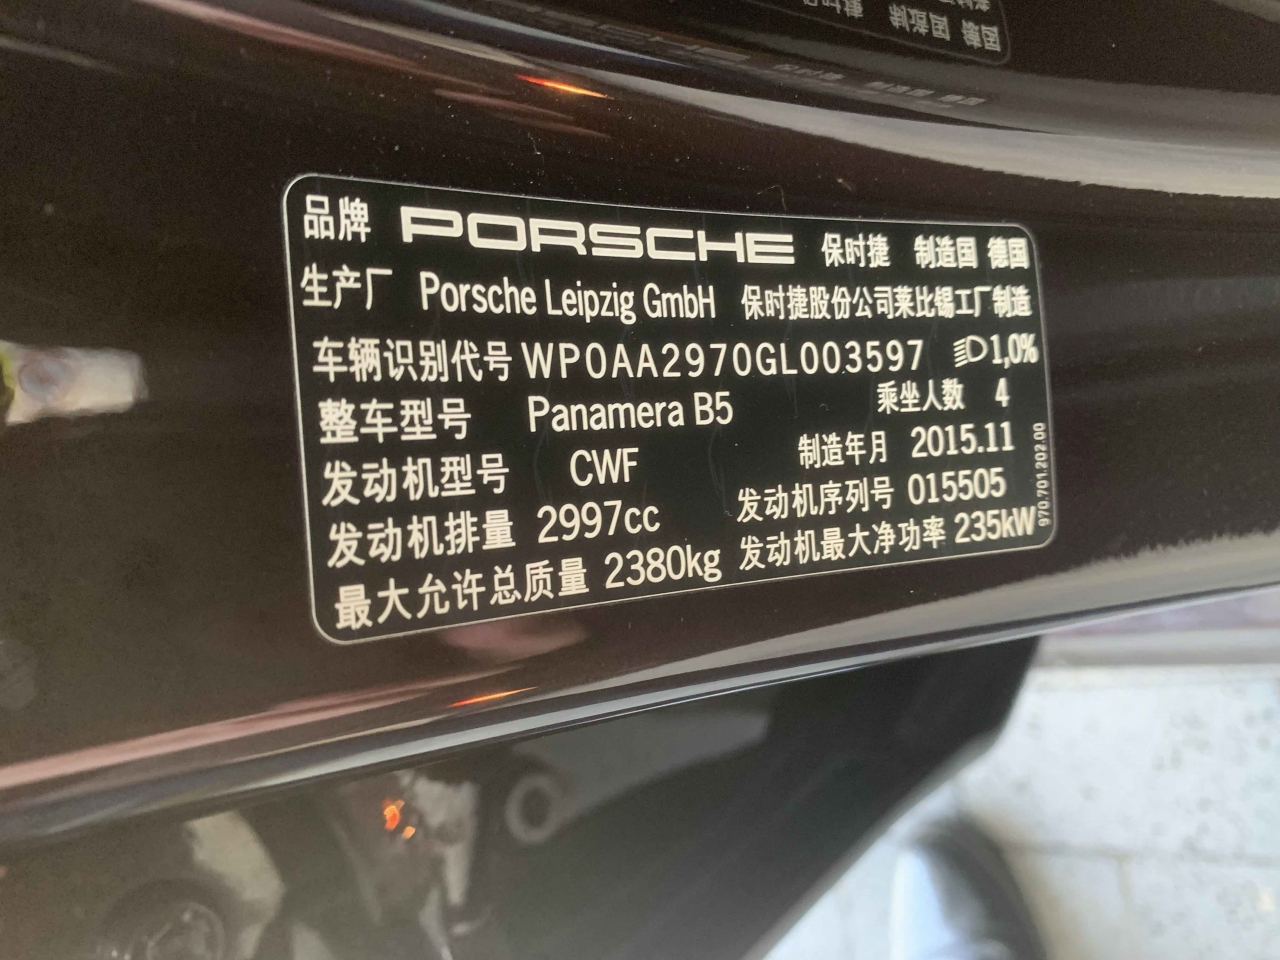 品牌 PORSCHE 保时捷 制造国 德国
生产厂 Porsche Leipzig GmbH 保时捷股份公司莱比锡工厂制造
车辆识别代号 WP0AA2970GL003597 1,0%
整车型号 Panamera B5 乘坐人数 4
发动机型号 CWF 制造年月 2015.11
发动机排量 2997cc 发动机序列号 015505
最大允许总质量 2380kg 发动机最大净功率 235kW
970.701.202.00